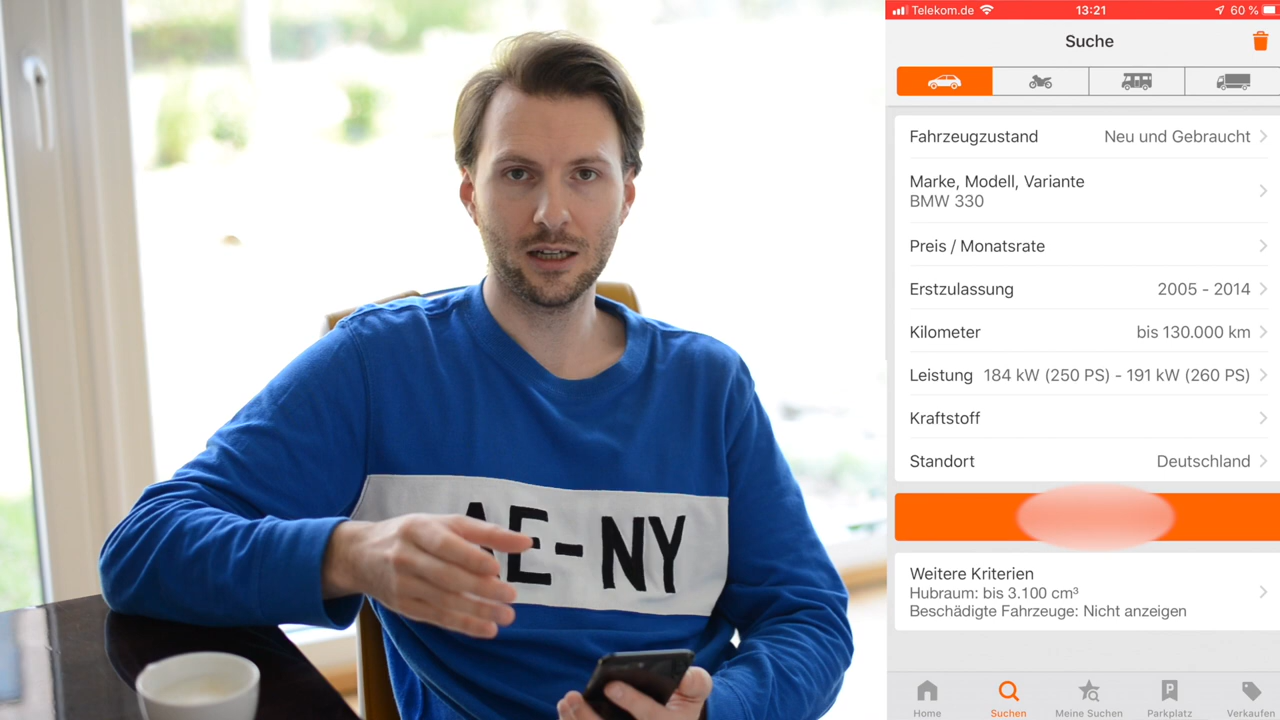 AE-NY
Telekom.de 13:21 60 %
Suche
Fahrzeugzustand Neu und Gebraucht
Marke, Modell, Variante
BMW 330
Preis / Monatsrate
Erstzulassung 2005 - 2014
Kilometer bis 130.000 km
Leistung 184 kW (250 PS) - 191 kW (260 PS)
Kraftstoff
Standort Deutschland
Weitere Kriterien
Hubraum: bis 3.100 cm³
Beschädigte Fahrzeuge: Nicht anzeigen
P
Home Suchen Meine Suchen Parkplatz Verkaufen